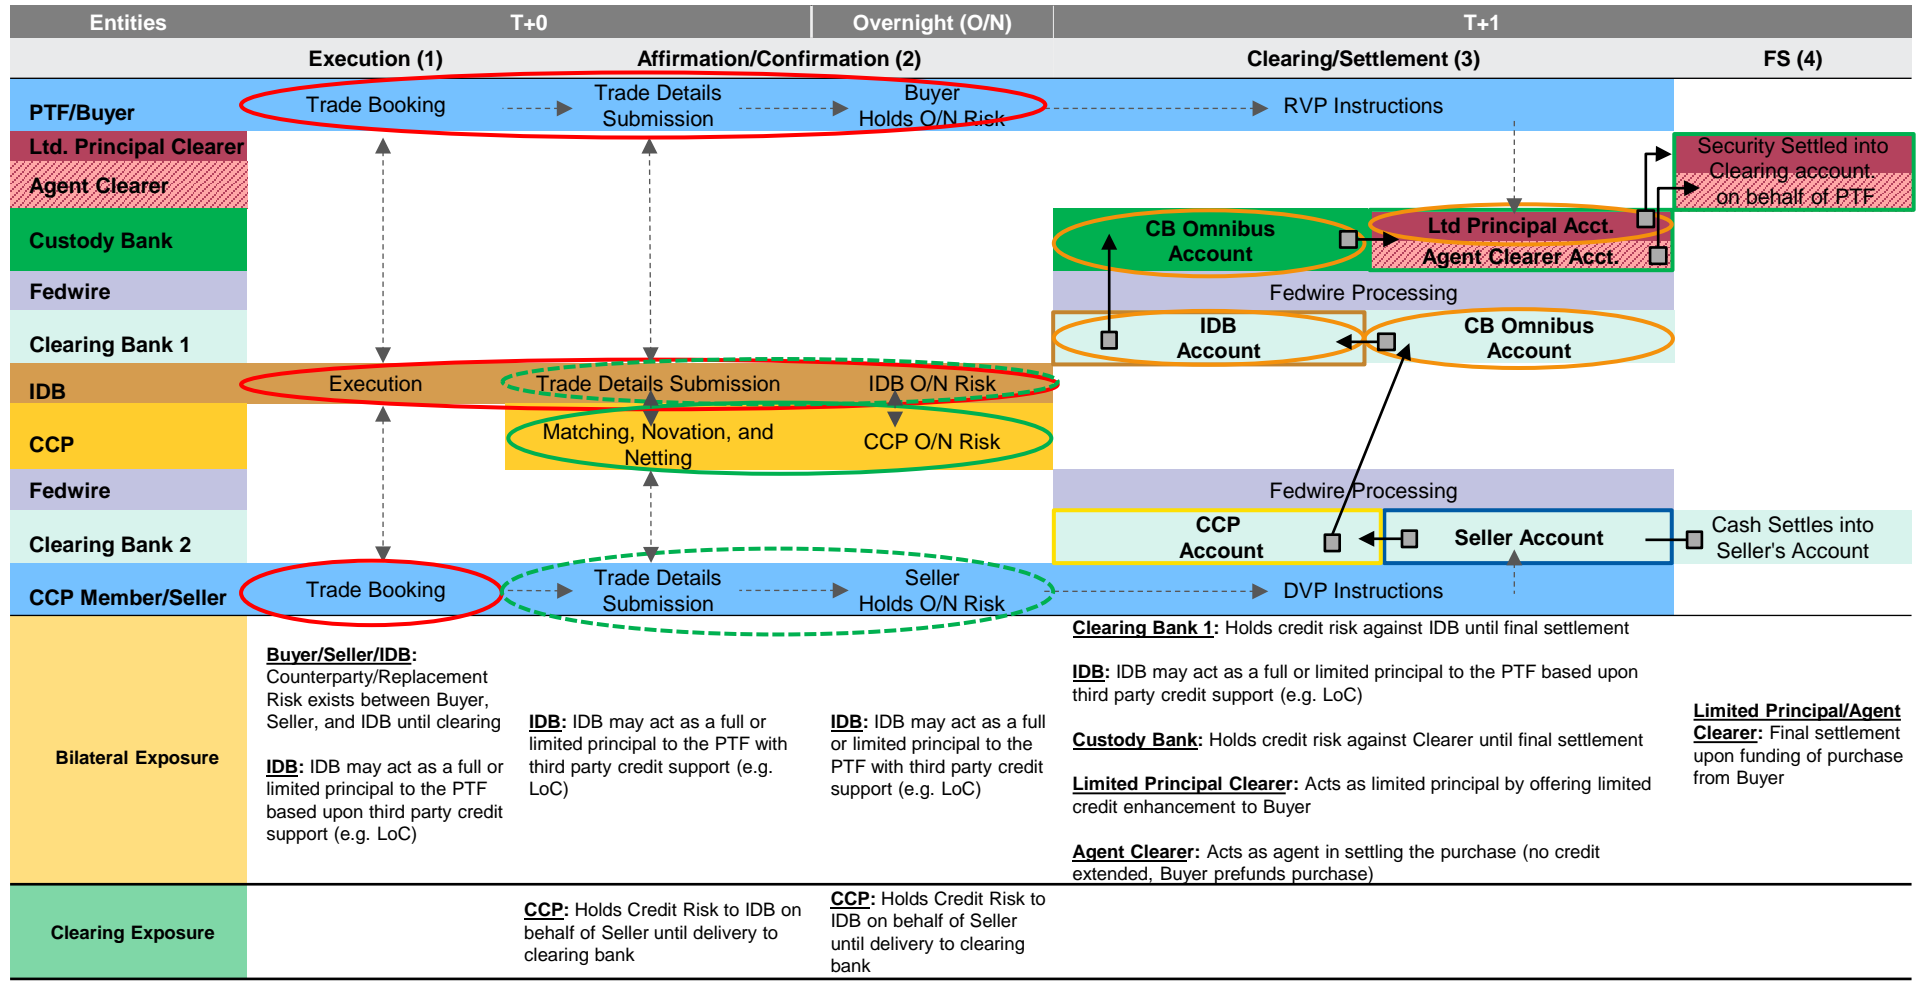 Entities
T+0
Overnight (O/N)
T+1
Execution (1)
Affirmation/Confirmation (2)
Clearing/Settlement (3)
FS (4)
PTF/Buyer
Trade Booking
Trade Details
Submission
Buyer
Holds O/N Risk
RVP Instructions
Ltd. Principal Clearer
Agent Clearer
Security Settled into
Clearing account.
on behalf of PTF
Custody Bank
CB Omnibus
Account
Ltd Principal Acct.
Agent Clearer Acct.
Fedwire
Fedwire Processing
Clearing Bank 1
IDB
Account
CB Omnibus
Account
IDB
Execution
Trade Details Submission
IDB O/N Risk
CCP
Matching, Novation, and
Netting
CCP O/N Risk
Fedwire
Fedwire Processing
Clearing Bank 2
CCP
Account
Seller Account
Cash Settles into
Seller's Account
CCP Member/Seller
Trade Booking
Trade Details
Submission
Seller
Holds O/N Risk
DVP Instructions
Bilateral Exposure
Buyer/Seller/IDB:
Counterparty/Replacement
Risk exists between Buyer,
Seller, and IDB until clearing
IDB: IDB may act as a full or
limited principal to the PTF
based upon third party credit
support (e.g. LoC)
IDB: IDB may act as a full or
limited principal to the PTF with
third party credit support (e.g.
LoC)
IDB: IDB may act as a full
or limited principal to the
PTF with third party credit
support (e.g. LoC)
Clearing Bank 1: Holds credit risk against IDB until final settlement
IDB: IDB may act as a full or limited principal to the PTF based upon
third party credit support (e.g. LoC)
Custody Bank: Holds credit risk against Clearer until final settlement
Limited Principal Clearer: Acts as limited principal by offering limited
credit enhancement to Buyer
Agent Clearer: Acts as agent in settling the purchase (no credit
extended, Buyer prefunds purchase)
Limited Principal/Agent
Clearer: Final settlement
upon funding of purchase
from Buyer
Clearing Exposure
CCP: Holds Credit Risk to IDB on
behalf of Seller until delivery to
clearing bank
CCP: Holds Credit Risk to
IDB on behalf of Seller
until delivery to clearing
bank